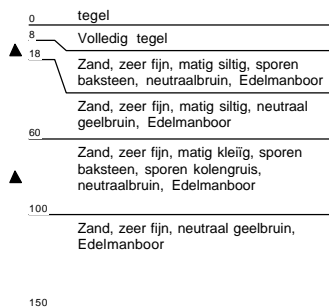 0 tegel
8 Volledig tegel
18 Zand, zeer fijn, matig siltig, sporen
baksteen, neutraalbruin, Edelmanboor
Zand, zeer fijn, matig siltig, neutraal
geelbruin, Edelmanboor
60
Zand, zeer fijn, matig kleiïg, sporen
baksteen, sporen kolengruis,
neutraalbruin, Edelmanboor
100
Zand, zeer fijn, neutraal geelbruin,
Edelmanboor
150